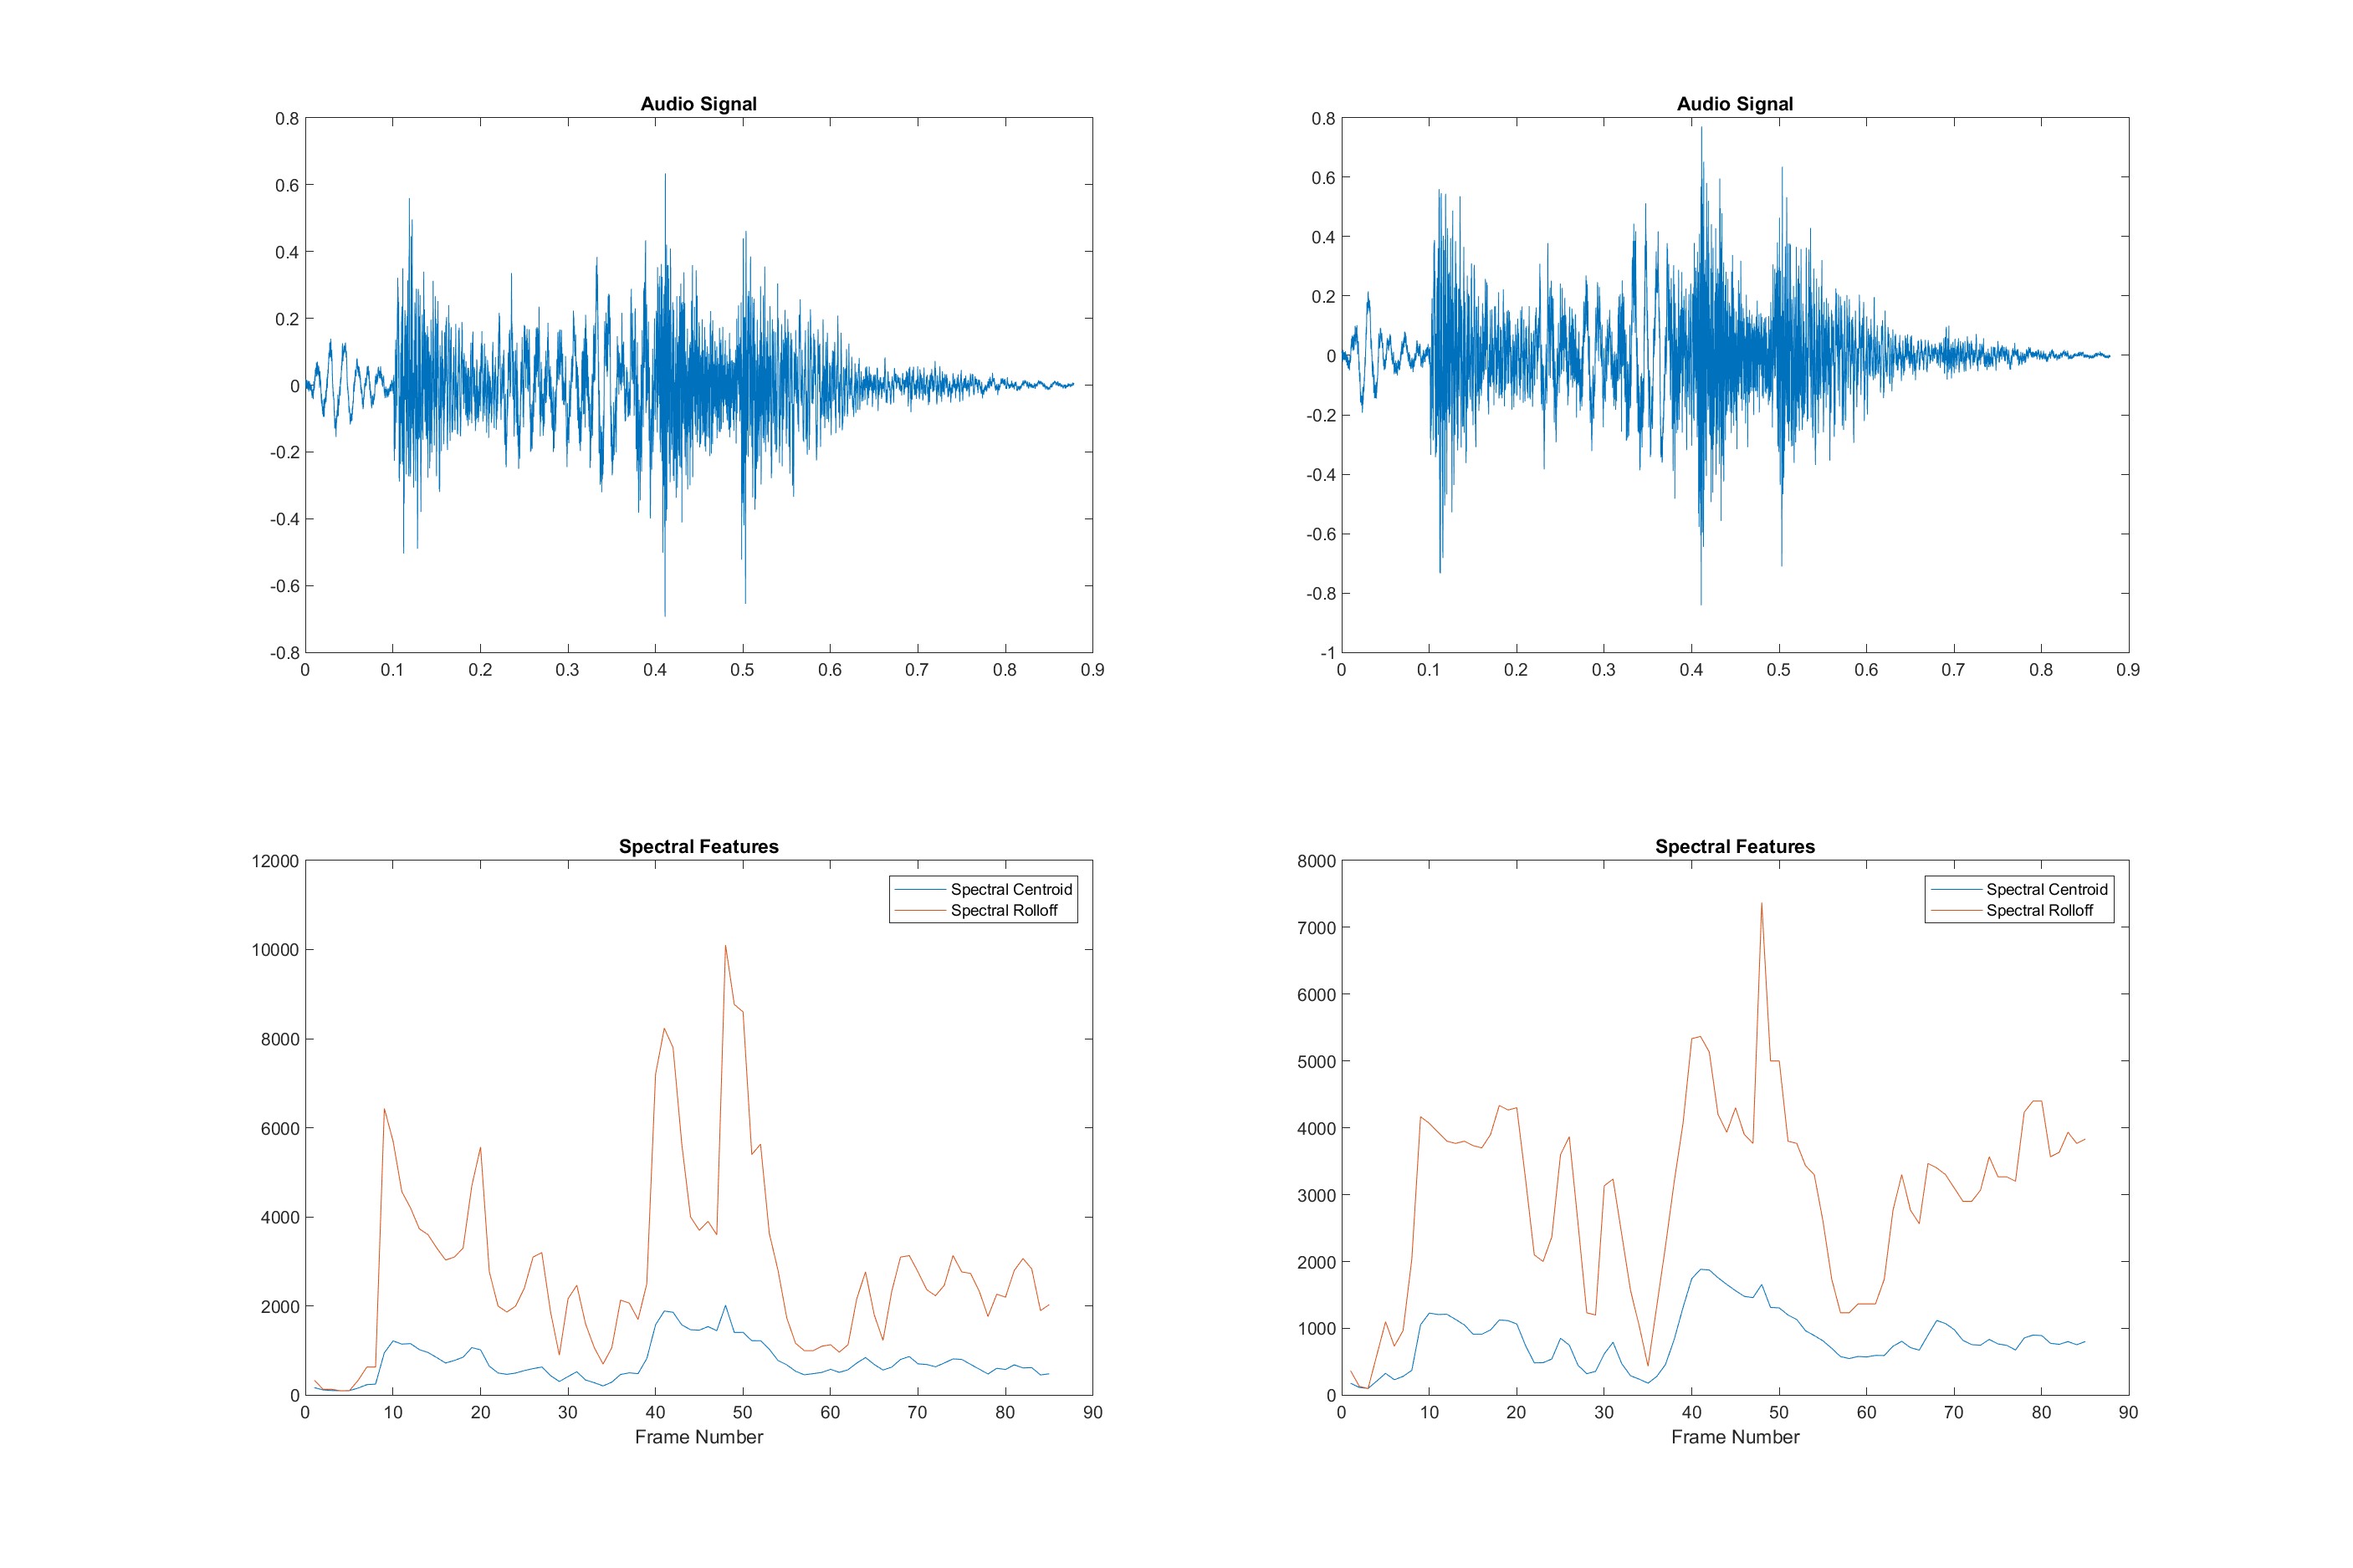 Audio Signal
0.8
0.6
0.4
0.2
0
-0.2
-0.4
-0.6
-0.8
0 0.1 0.2 0.3 0.4 0.5 0.6 0.7 0.8 0.9
Audio Signal
0.8
0.6
0.4
0.2
0
-0.2
-0.4
-0.6
-0.8
-1
0 0.1 0.2 0.3 0.4 0.5 0.6 0.7 0.8 0.9
Spectral Features
12000
10000
8000
6000
4000
2000
0
Spectral Centroid
Spectral Rolloff
0 10 20 30 40 50 60 70 80 90
Frame Number
Spectral Features
8000
7000
6000
5000
4000
3000
2000
1000
0
Spectral Centroid
Spectral Rolloff
0 10 20 30 40 50 60 70 80 90
Frame Number